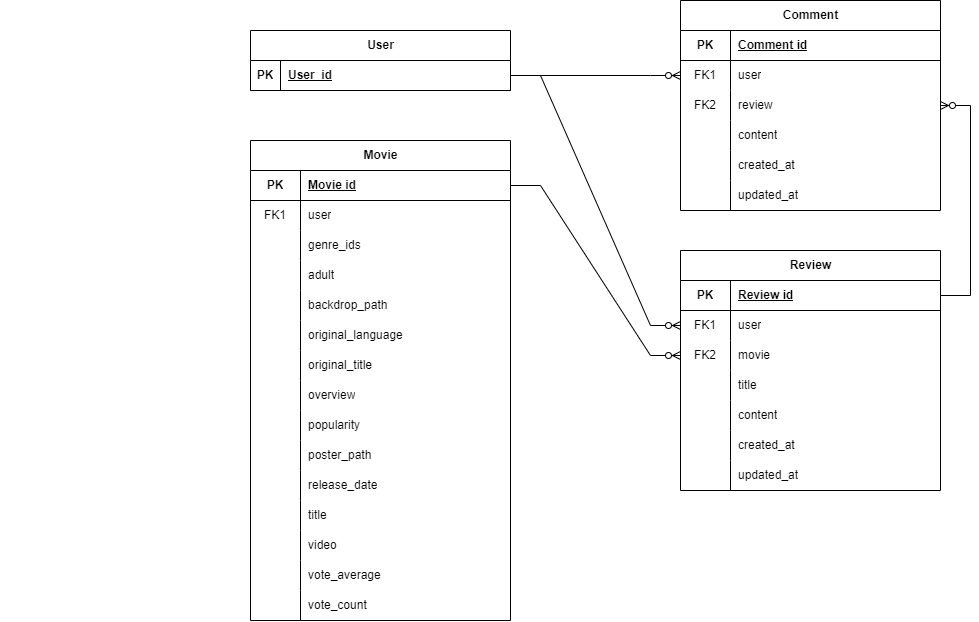 User
PK User_id
Movie
PK Movie id
FK1 user
genre_ids
adult
backdrop_path
original_language
original_title
overview
popularity
poster_path
release_date
title
video
vote_average
vote_count
Comment
PK Comment id
FK1 user
FK2 review
content
created_at
updated_at
Review
PK Review id
FK1 user
FK2 movie
title
content
created_at
updated_at